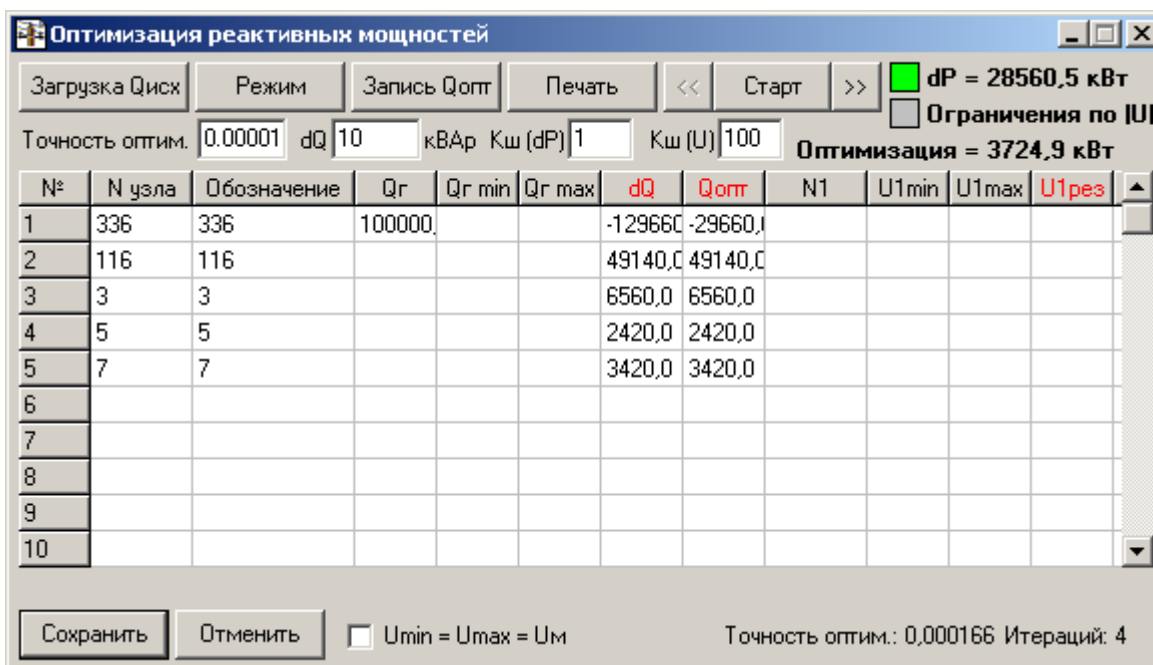 Оптимизация реактивных мощностей
Загрузка Qисх Режим Запись Qопт Печать << Старт >> dP = 28560,5 кВт
Ограничения по |U|
Точность оптим. 0.00001 dQ 10 кВАр Кш (dP) 1 Кш (U) 100 Оптимизация = 3724,9 кВт
№ N узла Обозначение Qг Qг min Qг max dQ Qопт N1 U1min U1max U1рез
1 336 336 100000, -129660 -29660,
2 116 116 49140,0 49140,0
3 3 3 6560,0 6560,0
4 5 5 2420,0 2420,0
5 7 7 3420,0 3420,0
6
7
8
9
10
Сохранить Отменить Umin = Umax = Uм Точность оптим.: 0,000166 Итераций: 4